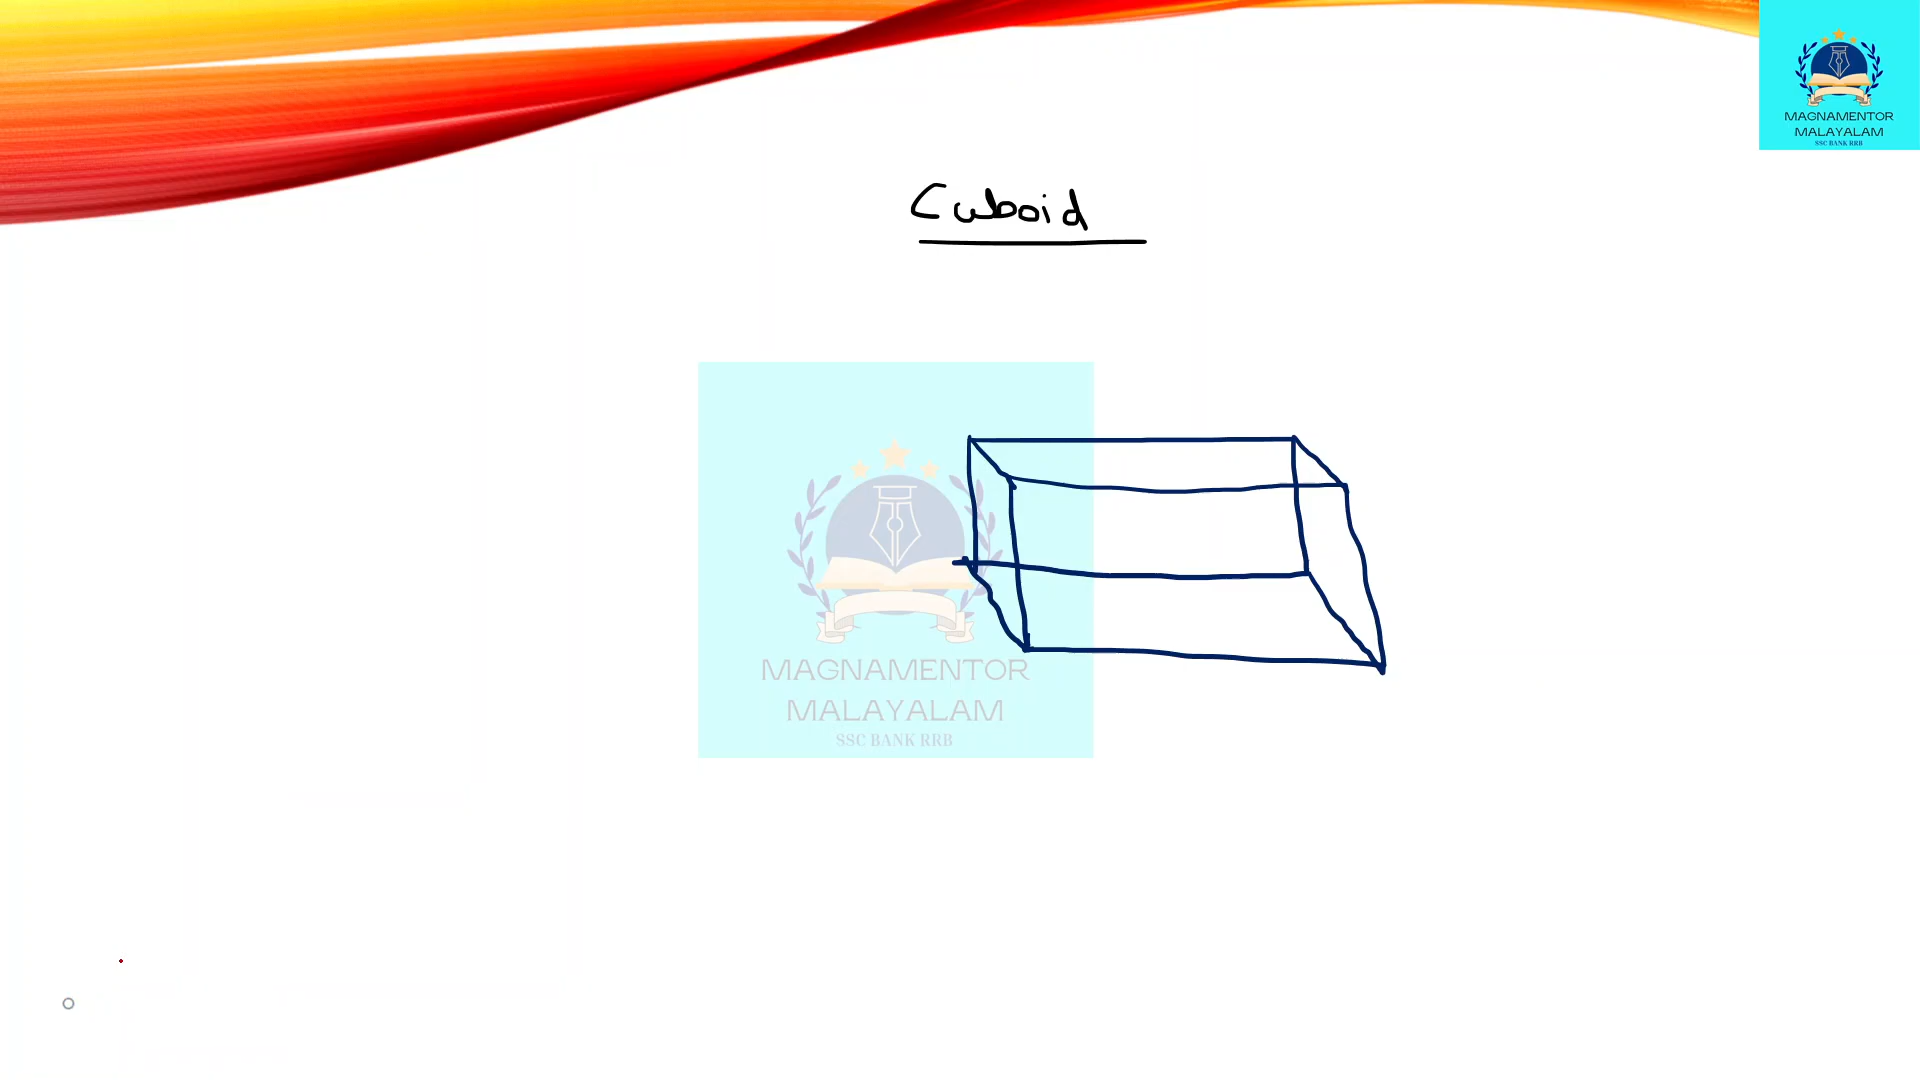 MAGNAMENTOR
MALAYALAM
SSC BANK RRB
Cuboid
MAGNAMENTOR
MALAYALAM
SSC BANK RRB